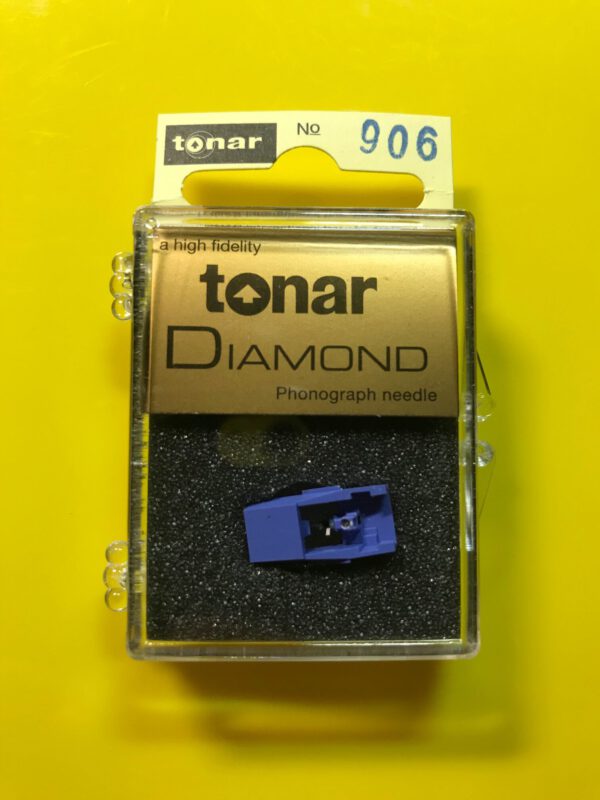 tonar No 906
a high fidelity
tonar
DIAMOND
Phonograph needle